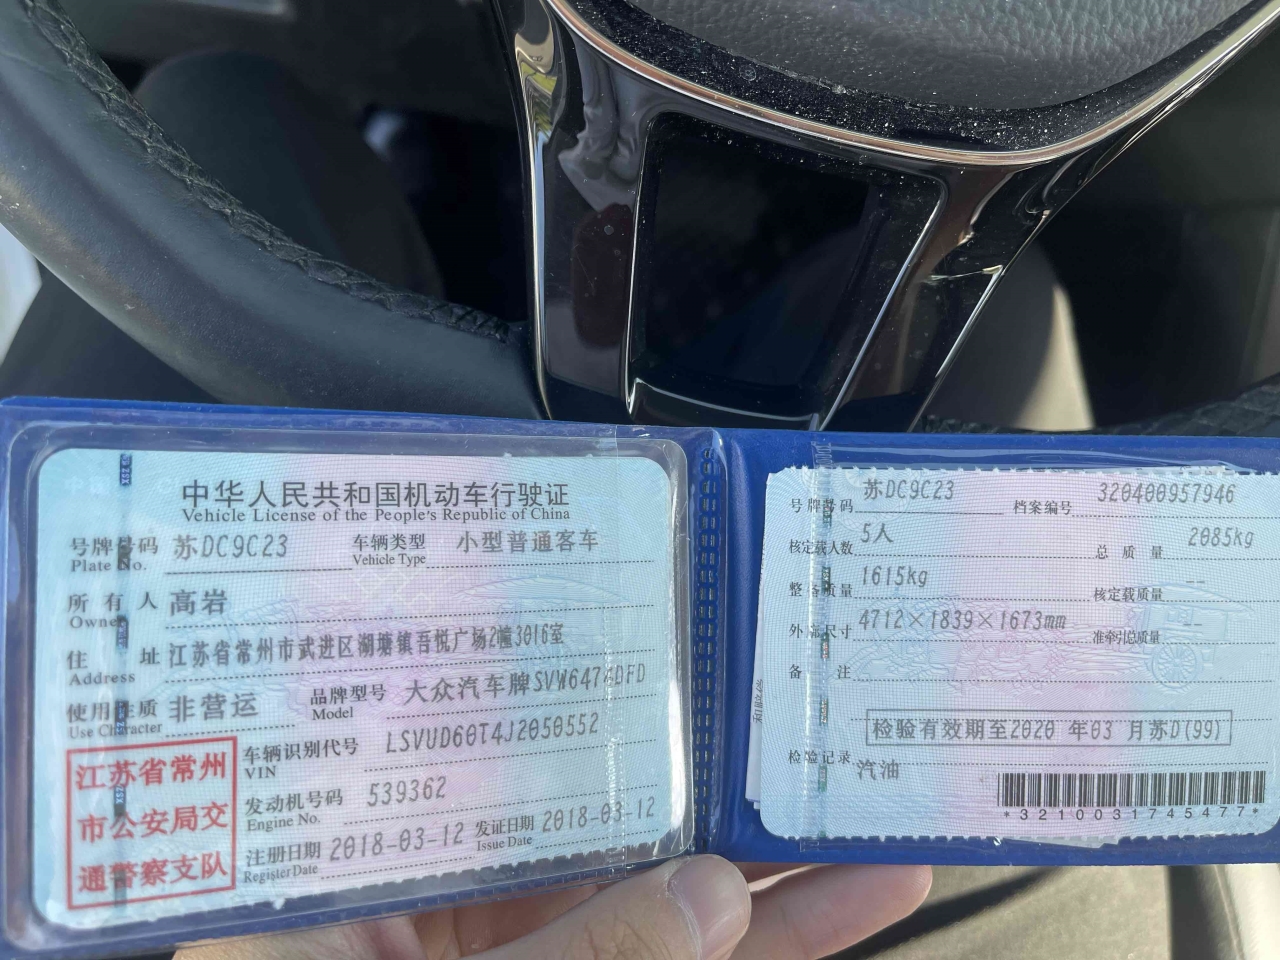 中华人民共和国机动车行驶证
Vehicle License of the People's Republic of China
号牌号码 苏DC9C23 车辆类型 小型普通客车
Plate No. Vehicle Type
所有人 高岩
Owner
住址 江苏省常州市武进区湖塘镇吾悦广场2幢3016室
Address
使用性质 非营运 品牌型号 大众汽车牌SVW6474DFD
Use Character Model
车辆识别代号 LSVUD60T4J2050552
VIN
发动机号码 539362
Engine No.
注册日期 2018-03-12 发证日期 2018-03-12
Register Date Issue Date
江苏省常州
市公安局交
通警察支队
号牌号码 苏DC9C23 档案编号 320400957946
核定载人数 5人 总质量 2085kg
整备质量 1615kg 核定载质量 --
外廓尺寸 4712×1839×1673mm 准牵引总质量 --
备注
检验有效期至2020年03月苏D(99)
检验记录
汽油
*3210031745477*